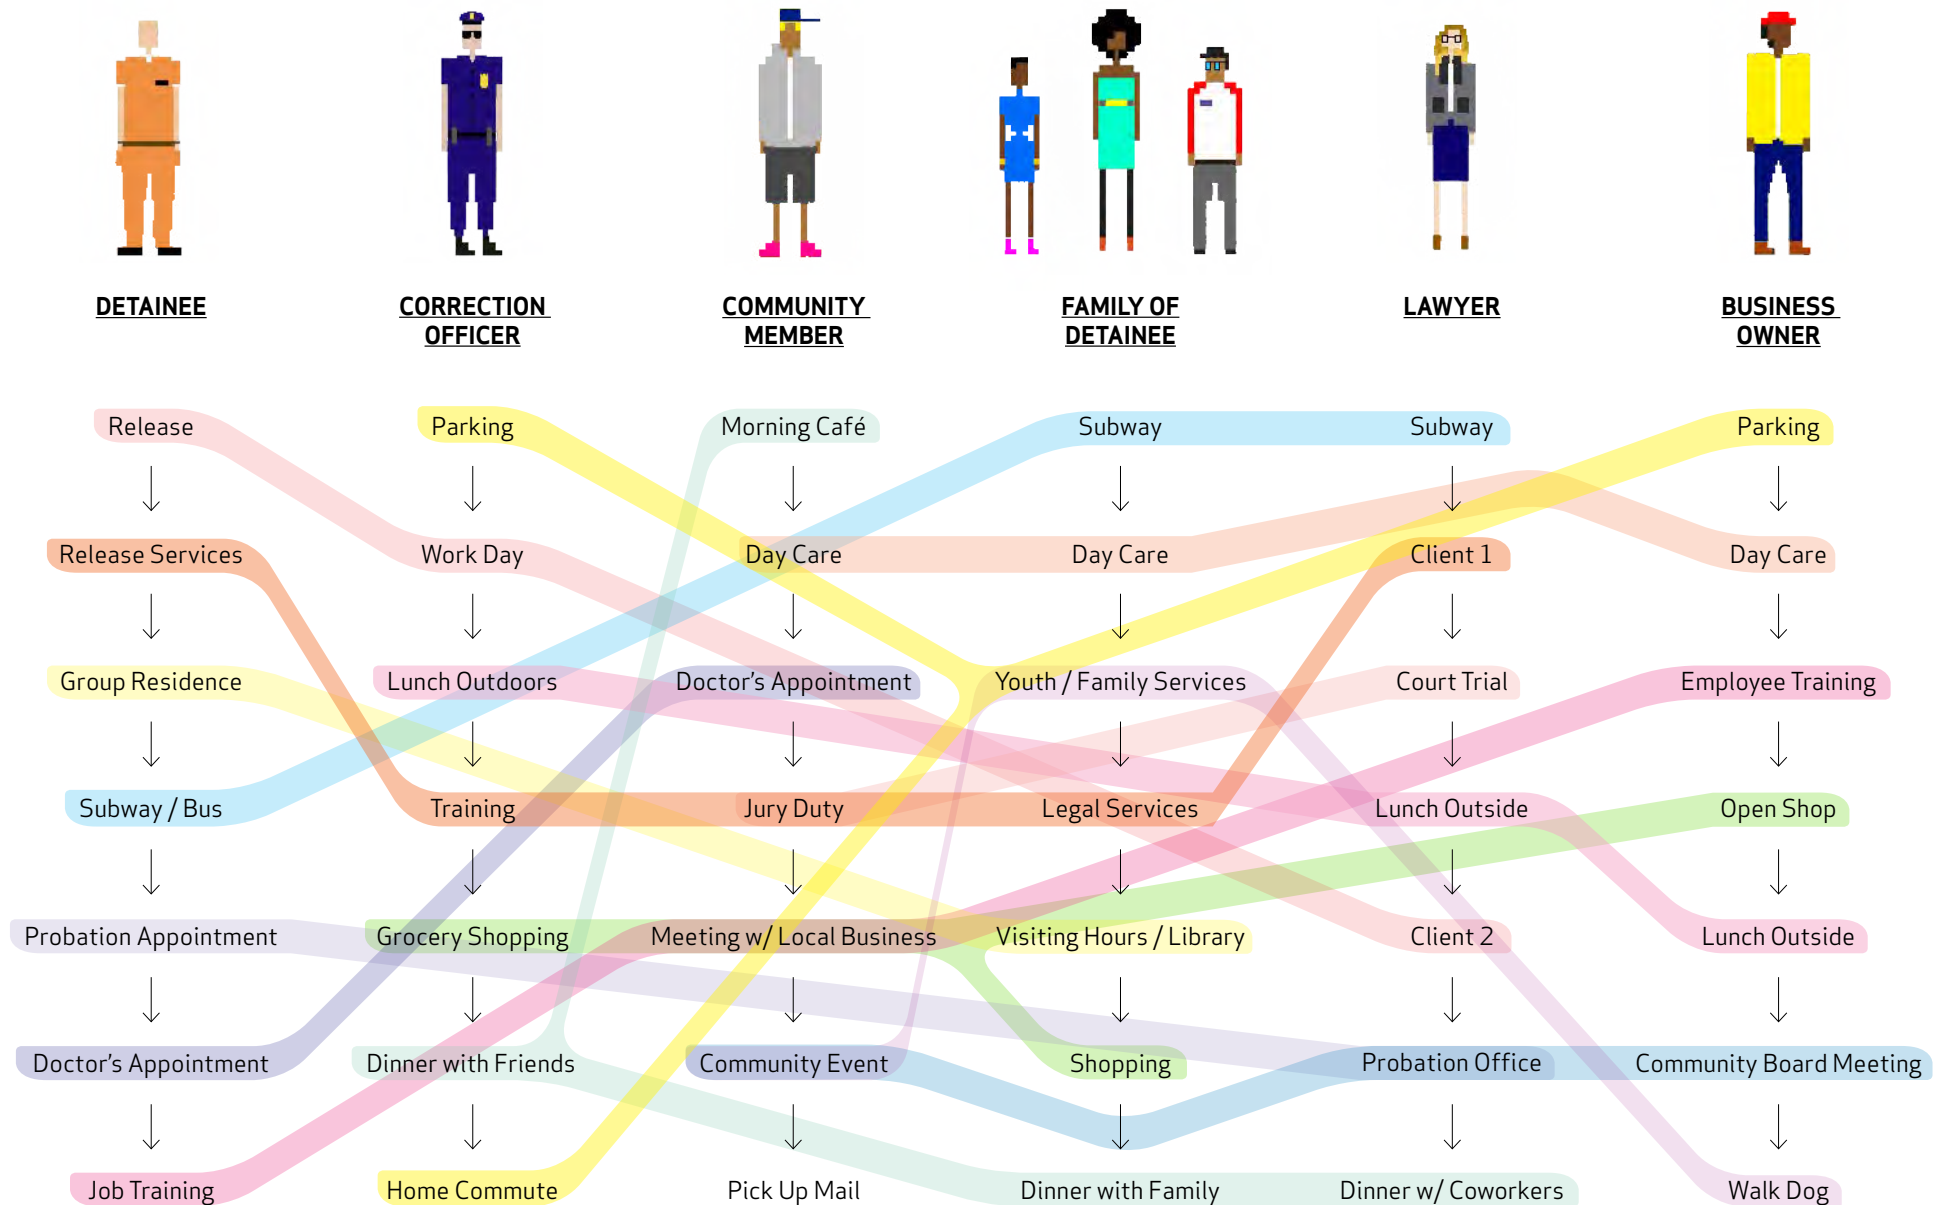 DETAINEE
CORRECTION
OFFICER
COMMUNITY
MEMBER
FAMILY OF
DETAINEE
LAWYER
BUSINESS
OWNER
Release
Parking
Morning Café
Subway
Subway
Parking
Release Services
Work Day
Day Care
Day Care
Client 1
Day Care
Group Residence
Lunch Outdoors
Doctor's Appointment
Youth / Family Services
Court Trial
Employee Training
Subway / Bus
Training
Jury Duty
Legal Services
Lunch Outside
Open Shop
Probation Appointment
Grocery Shopping
Meeting w/ Local Business
Visiting Hours / Library
Client 2
Lunch Outside
Doctor's Appointment
Dinner with Friends
Community Event
Shopping
Probation Office
Community Board Meeting
Job Training
Home Commute
Pick Up Mail
Dinner with Family
Dinner w/ Coworkers
Walk Dog